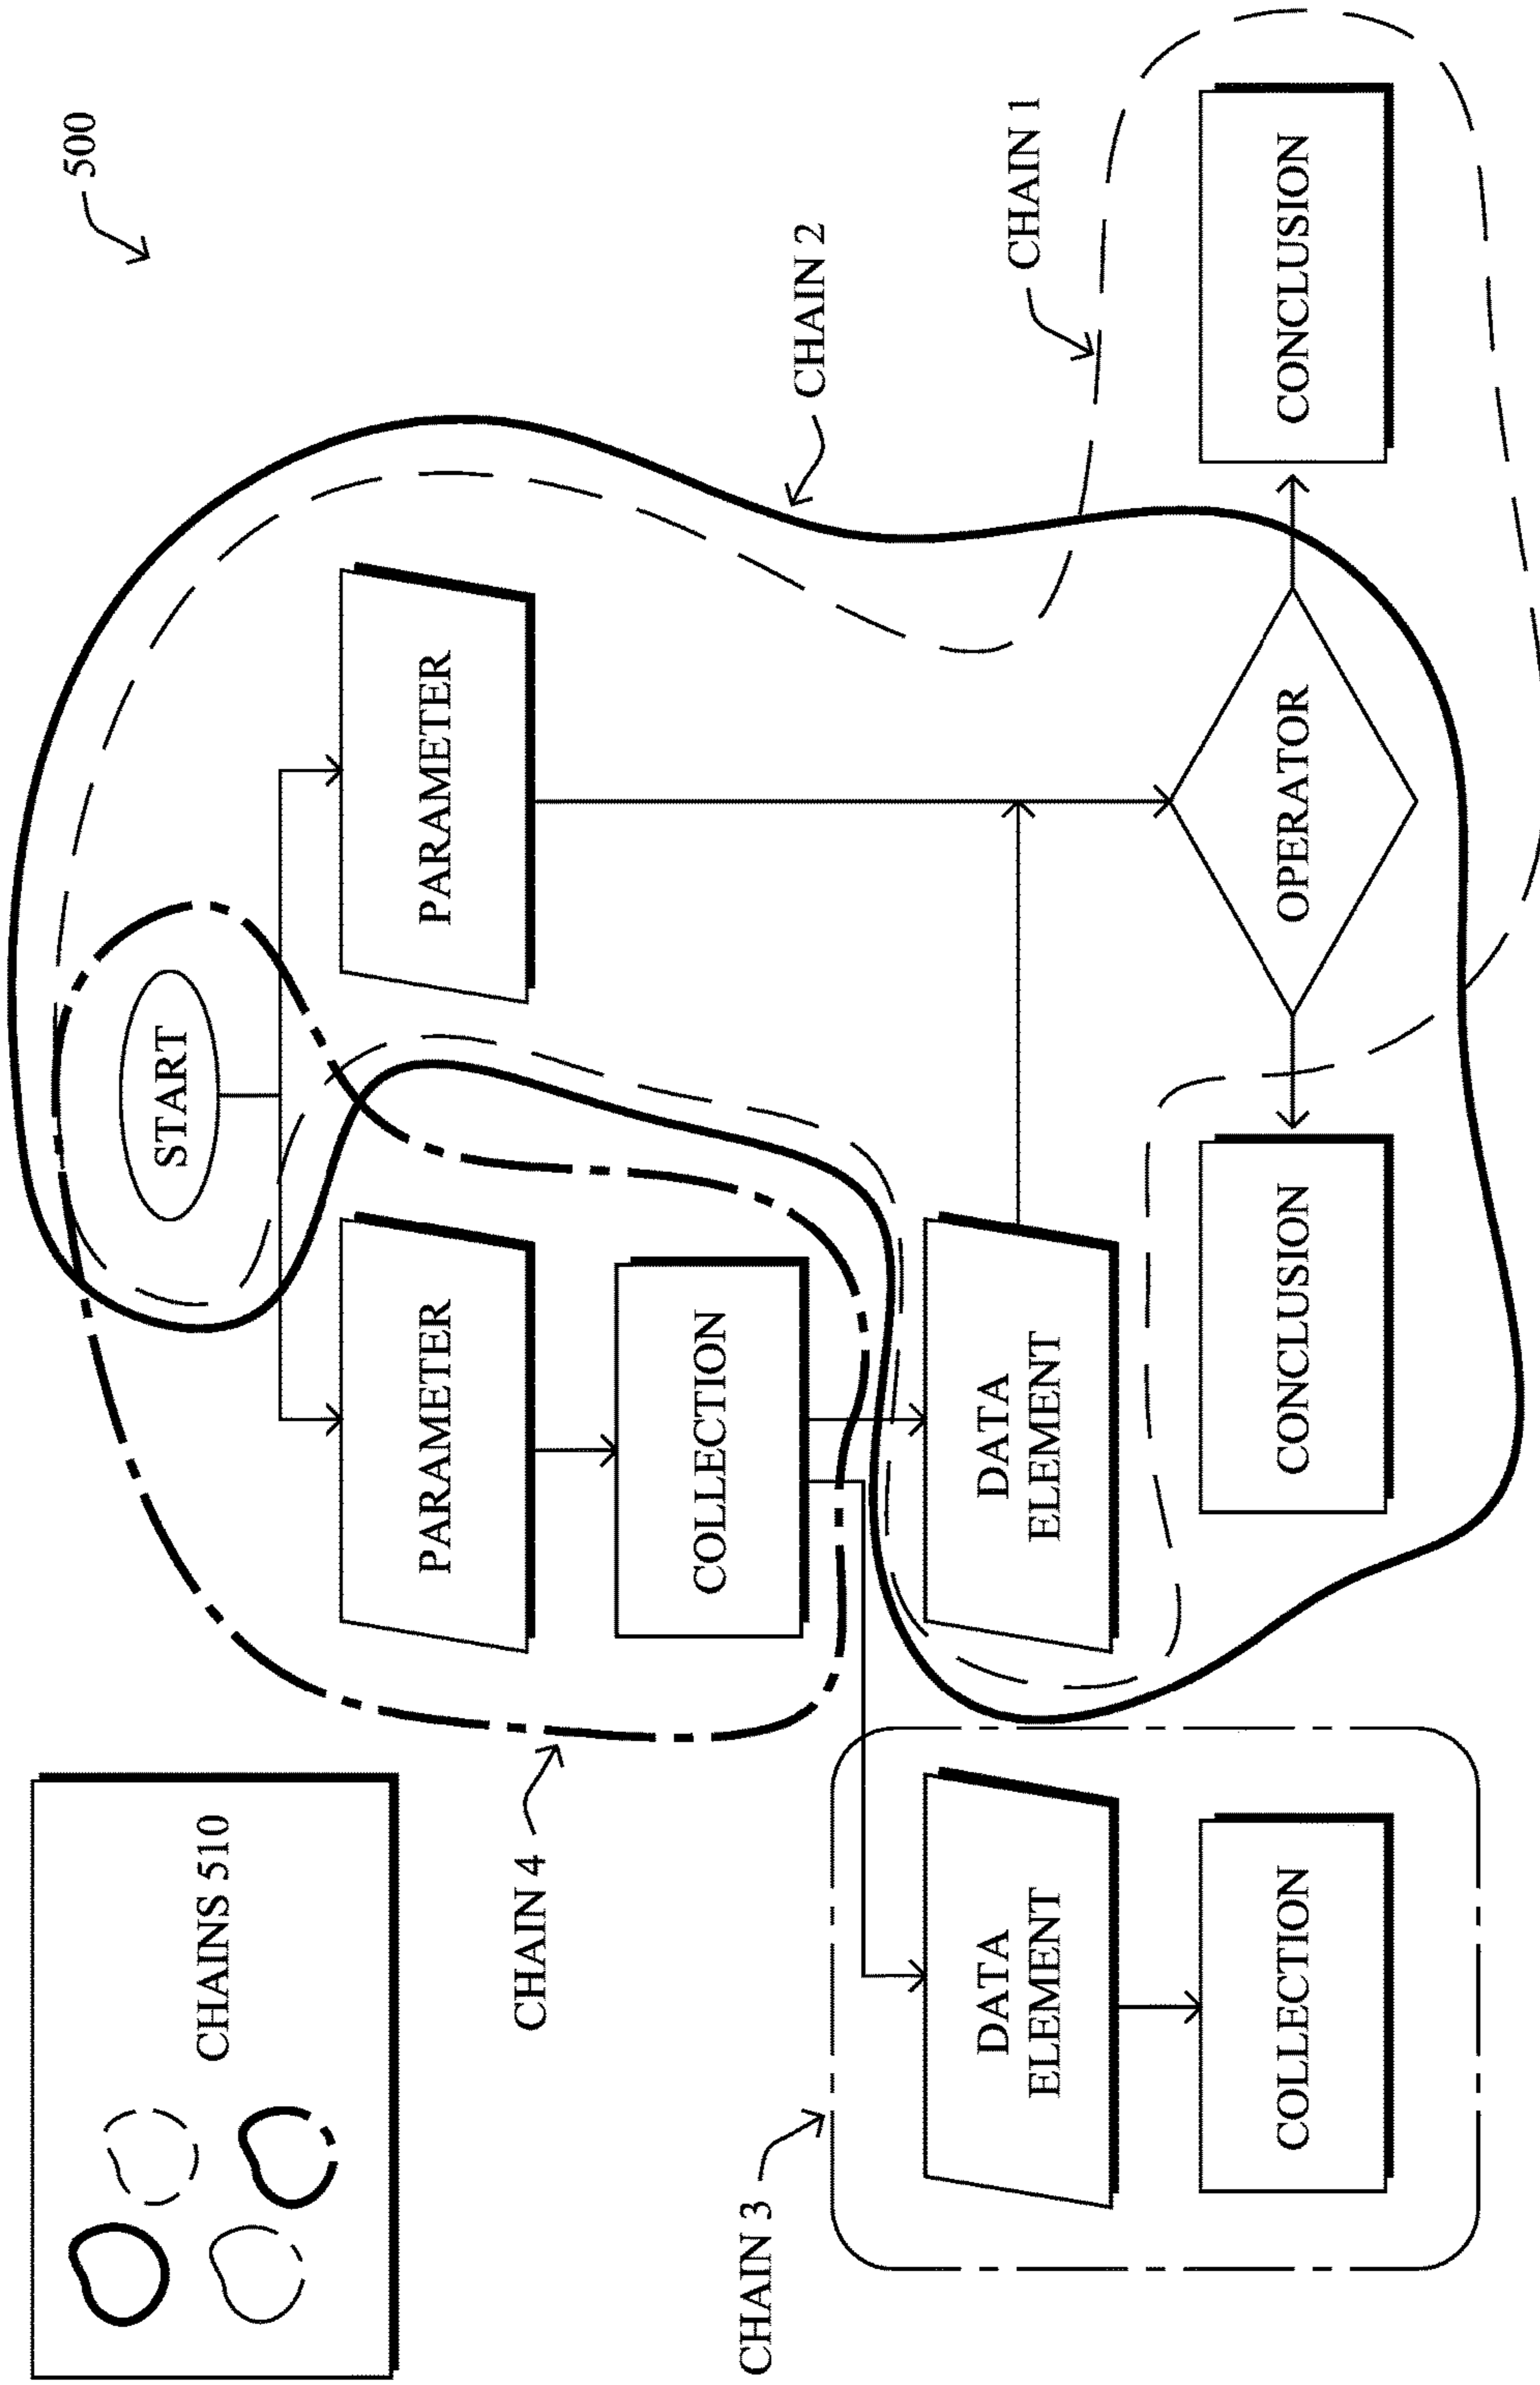 500
CHAINS 510
START
PARAMETER
PARAMETER
CHAIN 4
COLLECTION
CHAIN 2
CHAIN 3
CHAIN 1
DATA
ELEMENT
DATA
ELEMENT
COLLECTION
CONCLUSION
OPERATOR
CONCLUSION